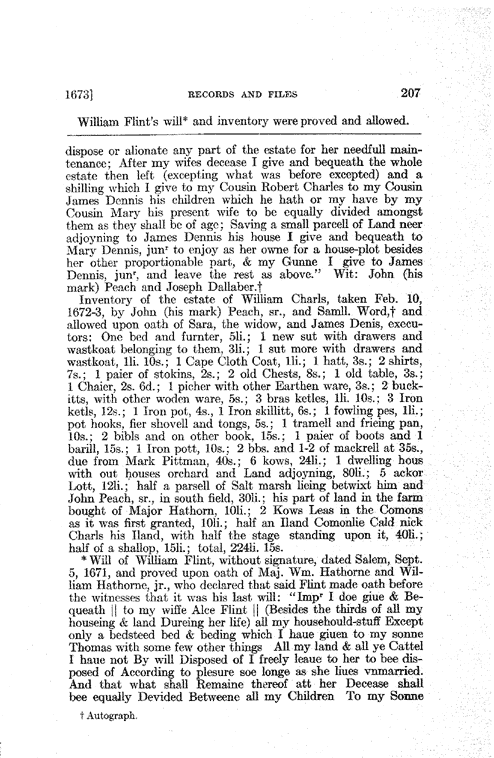 1673] RECORDS AND FILES 207
William Flint's will* and inventory were proved and allowed.
dispose or alionate any part of the estate for her needfull main-
tenance; After my wifes decease I give and bequeath the whole
estate then left (excepting what was before excepted) and a
shilling which I give to my Cousin Robert Charles to my Cousin
James Dennis his children which he hath or my have by my
Cousin Mary his present wife to be equally divided amongst
them as they shall be of age; Saving a small parcell of Land neer
adjoyning to James Dennis his house I give and bequeath to
Mary Dennis, junr to enjoy as her owne for a house-plot besides
her other proportionable part, & my Gunne I give to James
Dennis, junr, and leave the rest as above." Wit: John (his
mark) Peach and Joseph Dallaber.†
Inventory of the estate of William Charls, taken Feb. 10,
1672-3, by John (his mark) Peach, sr., and Samll. Word,† and
allowed upon oath of Sara, the widow, and James Denis, execu-
tors: One bed and furnter, 5li.; 1 new sut with drawers and
wastkoat belonging to them, 3li.; 1 sut more with drawers and
wastkoat, 1li. 10s.; 1 Cape Cloth Coat, 1li.; 1 hatt, 3s.; 2 shirts,
7s.; 1 paier of stokins, 2s.; 2 old Chests, 8s.; 1 old table, 3s.;
1 Chaier, 2s. 6d.; 1 picher with other Earthen ware, 3s.; 2 buck-
itts, with other woden ware, 5s.; 3 bras ketles, 1li. 10s.; 3 Iron
ketls, 12s.; 1 Iron pot, 4s., 1 Iron skillitt, 6s.; 1 fowling pes, 1li.;
pot hooks, fier shovell and tongs, 5s.; 1 tramell and frieing pan,
10s.; 2 bibls and on other book, 15s.; 1 paier of boots and 1
barill, 15s.; 1 Iron pott, 10s.; 2 bbs. and 1-2 of mackrell at 35s.,
due from Mark Pittman, 40s.; 6 kows, 24li.; 1 dwelling hous
with out houses orchard and Land adjoyning, 80li.; 5 ackor
Lott, 12li.; half a parsell of Salt marsh lieing betwixt him and
John Peach, sr., in south field, 30li.; his part of land in the farm
bought of Major Hathorn, 10li.; 2 Kows Leas in the Comons
as it was first granted, 10li.; half an Iland Comonlie Cald nick
Charls his Iland, with half the stage standing upon it, 40li.;
half of a shallop, 15li.; total, 224li. 15s.
*Will of William Flint, without signature, dated Salem, Sept.
5, 1671, and proved upon oath of Maj. Wm. Hathorne and Wil-
liam Hathorne, jr., who declared that said Flint made oath before
the witnesses that it was his last will: "Impr I doe giue & Be-
queath || to my wiffe Alce Flint || (Besides the thirds of all my
houseing & land Dureing her life) all my househould-stuff Except
only a bedsteed bed & beding which I haue giuen to my sonne
Thomas with some few other things All my land & all ye Cattel
I haue not By will Disposed of I freely leaue to her to bee dis-
posed of According to plesure soe longe as she liues vnmarried.
And that what shall Remaine thereof att her Decease shall
bee equally Devided Betweene all my Children To my Sonne
† Autograph.